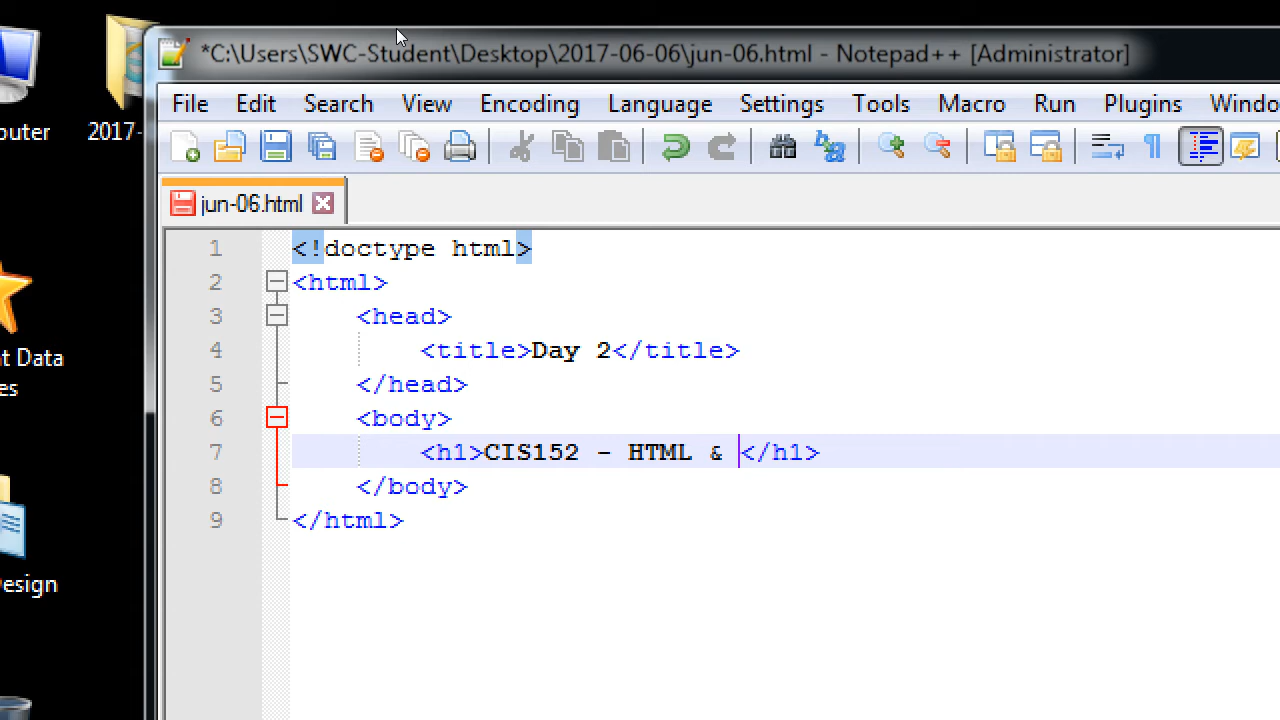 *C:\Users\SWC-Student\Desktop\2017-06-06\jun-06.html - Notepad++ [Administrator]
File Edit Search View Encoding Language Settings Tools Macro Run Plugins Windo
jun-06.html
1 <!doctype html>
2 <html>
3 <head>
4 <title>Day 2</title>
5 </head>
6 <body>
7 <h1>CIS152 - HTML & </h1>
8 </body>
9 </html>
outer
2017-
t Data
es
esign